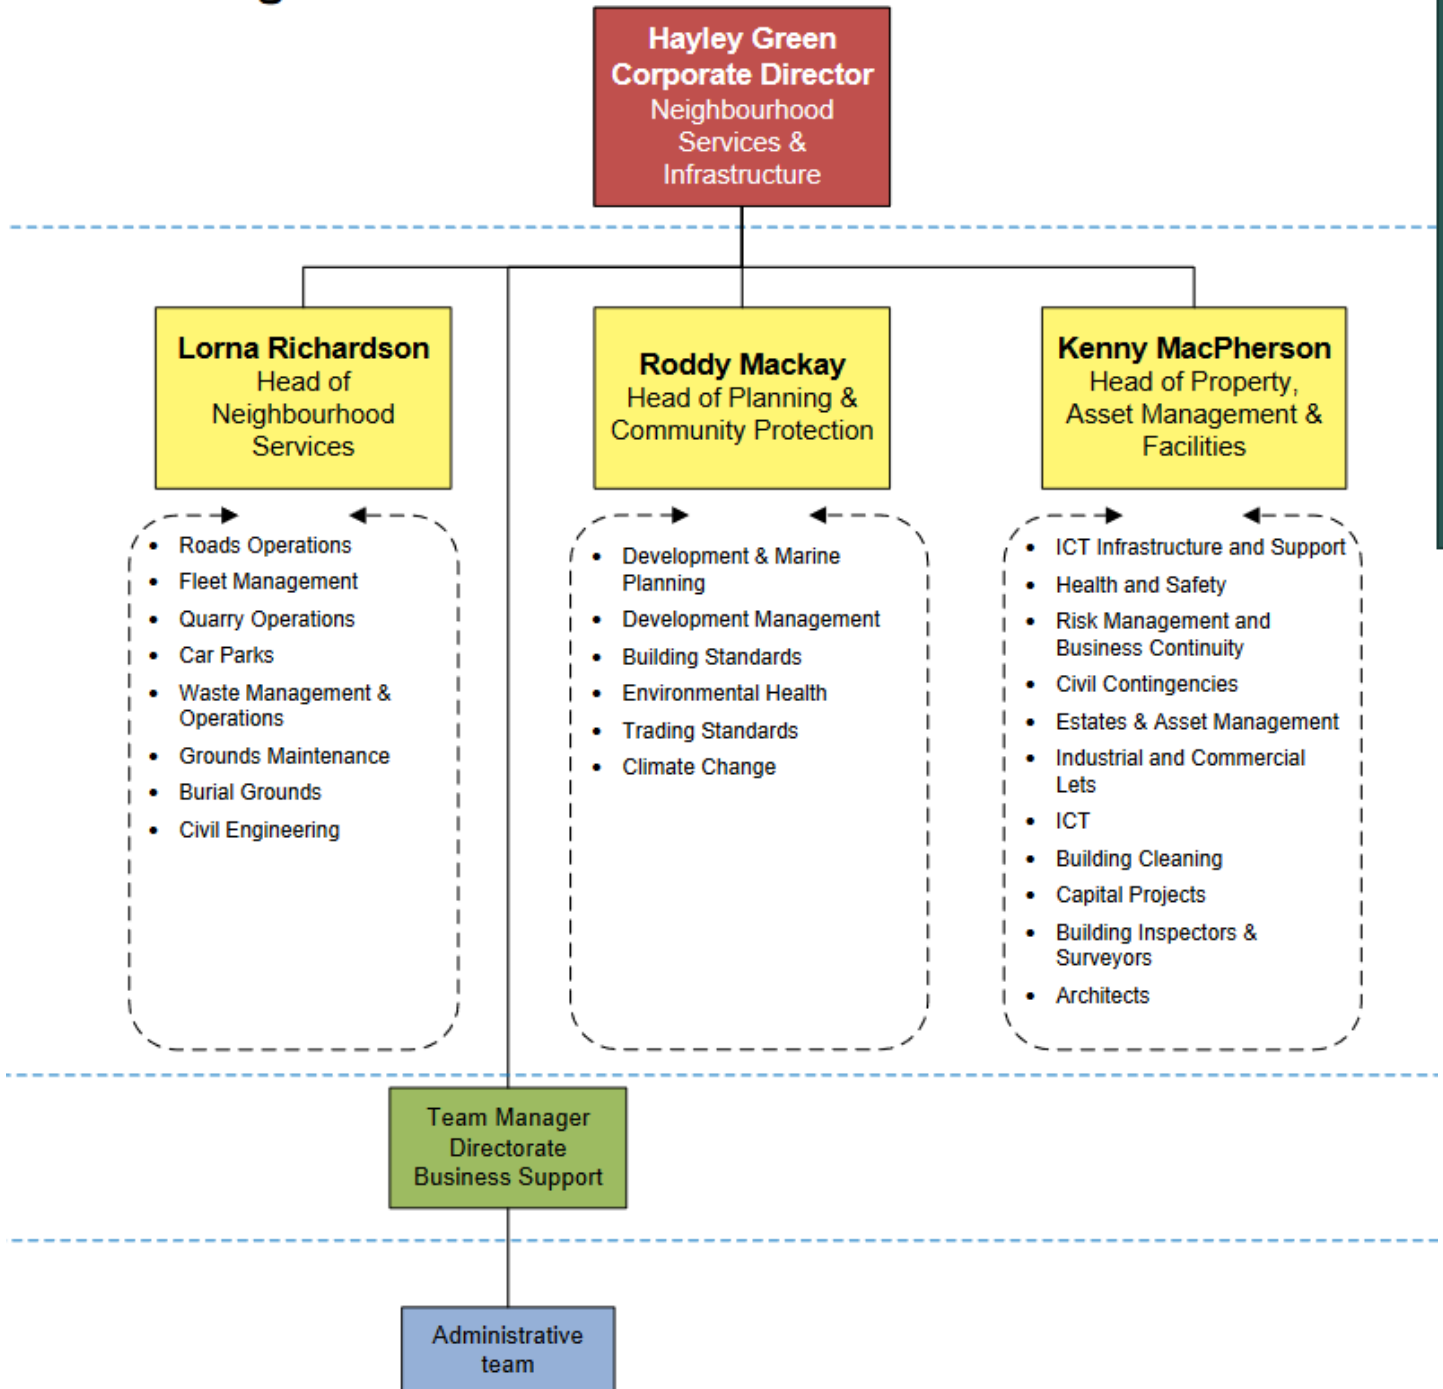 Hayley Green
Corporate Director
Neighbourhood
Services &
Infrastructure
Lorna Richardson
Head of
Neighbourhood
Services
Roddy Mackay
Head of Planning &
Community Protection
Kenny MacPherson
Head of Property,
Asset Management &
Facilities
• Roads Operations
• Fleet Management
• Quarry Operations
• Car Parks
• Waste Management &
Operations
• Grounds Maintenance
• Burial Grounds
• Civil Engineering
• Development & Marine
Planning
• Development Management
• Building Standards
• Environmental Health
• Trading Standards
• Climate Change
• ICT Infrastructure and Support
• Health and Safety
• Risk Management and
Business Continuity
• Civil Contingencies
• Estates & Asset Management
• Industrial and Commercial
Lets
• ICT
• Building Cleaning
• Capital Projects
• Building Inspectors &
Surveyors
• Architects
Team Manager
Directorate
Business Support
Administrative
team